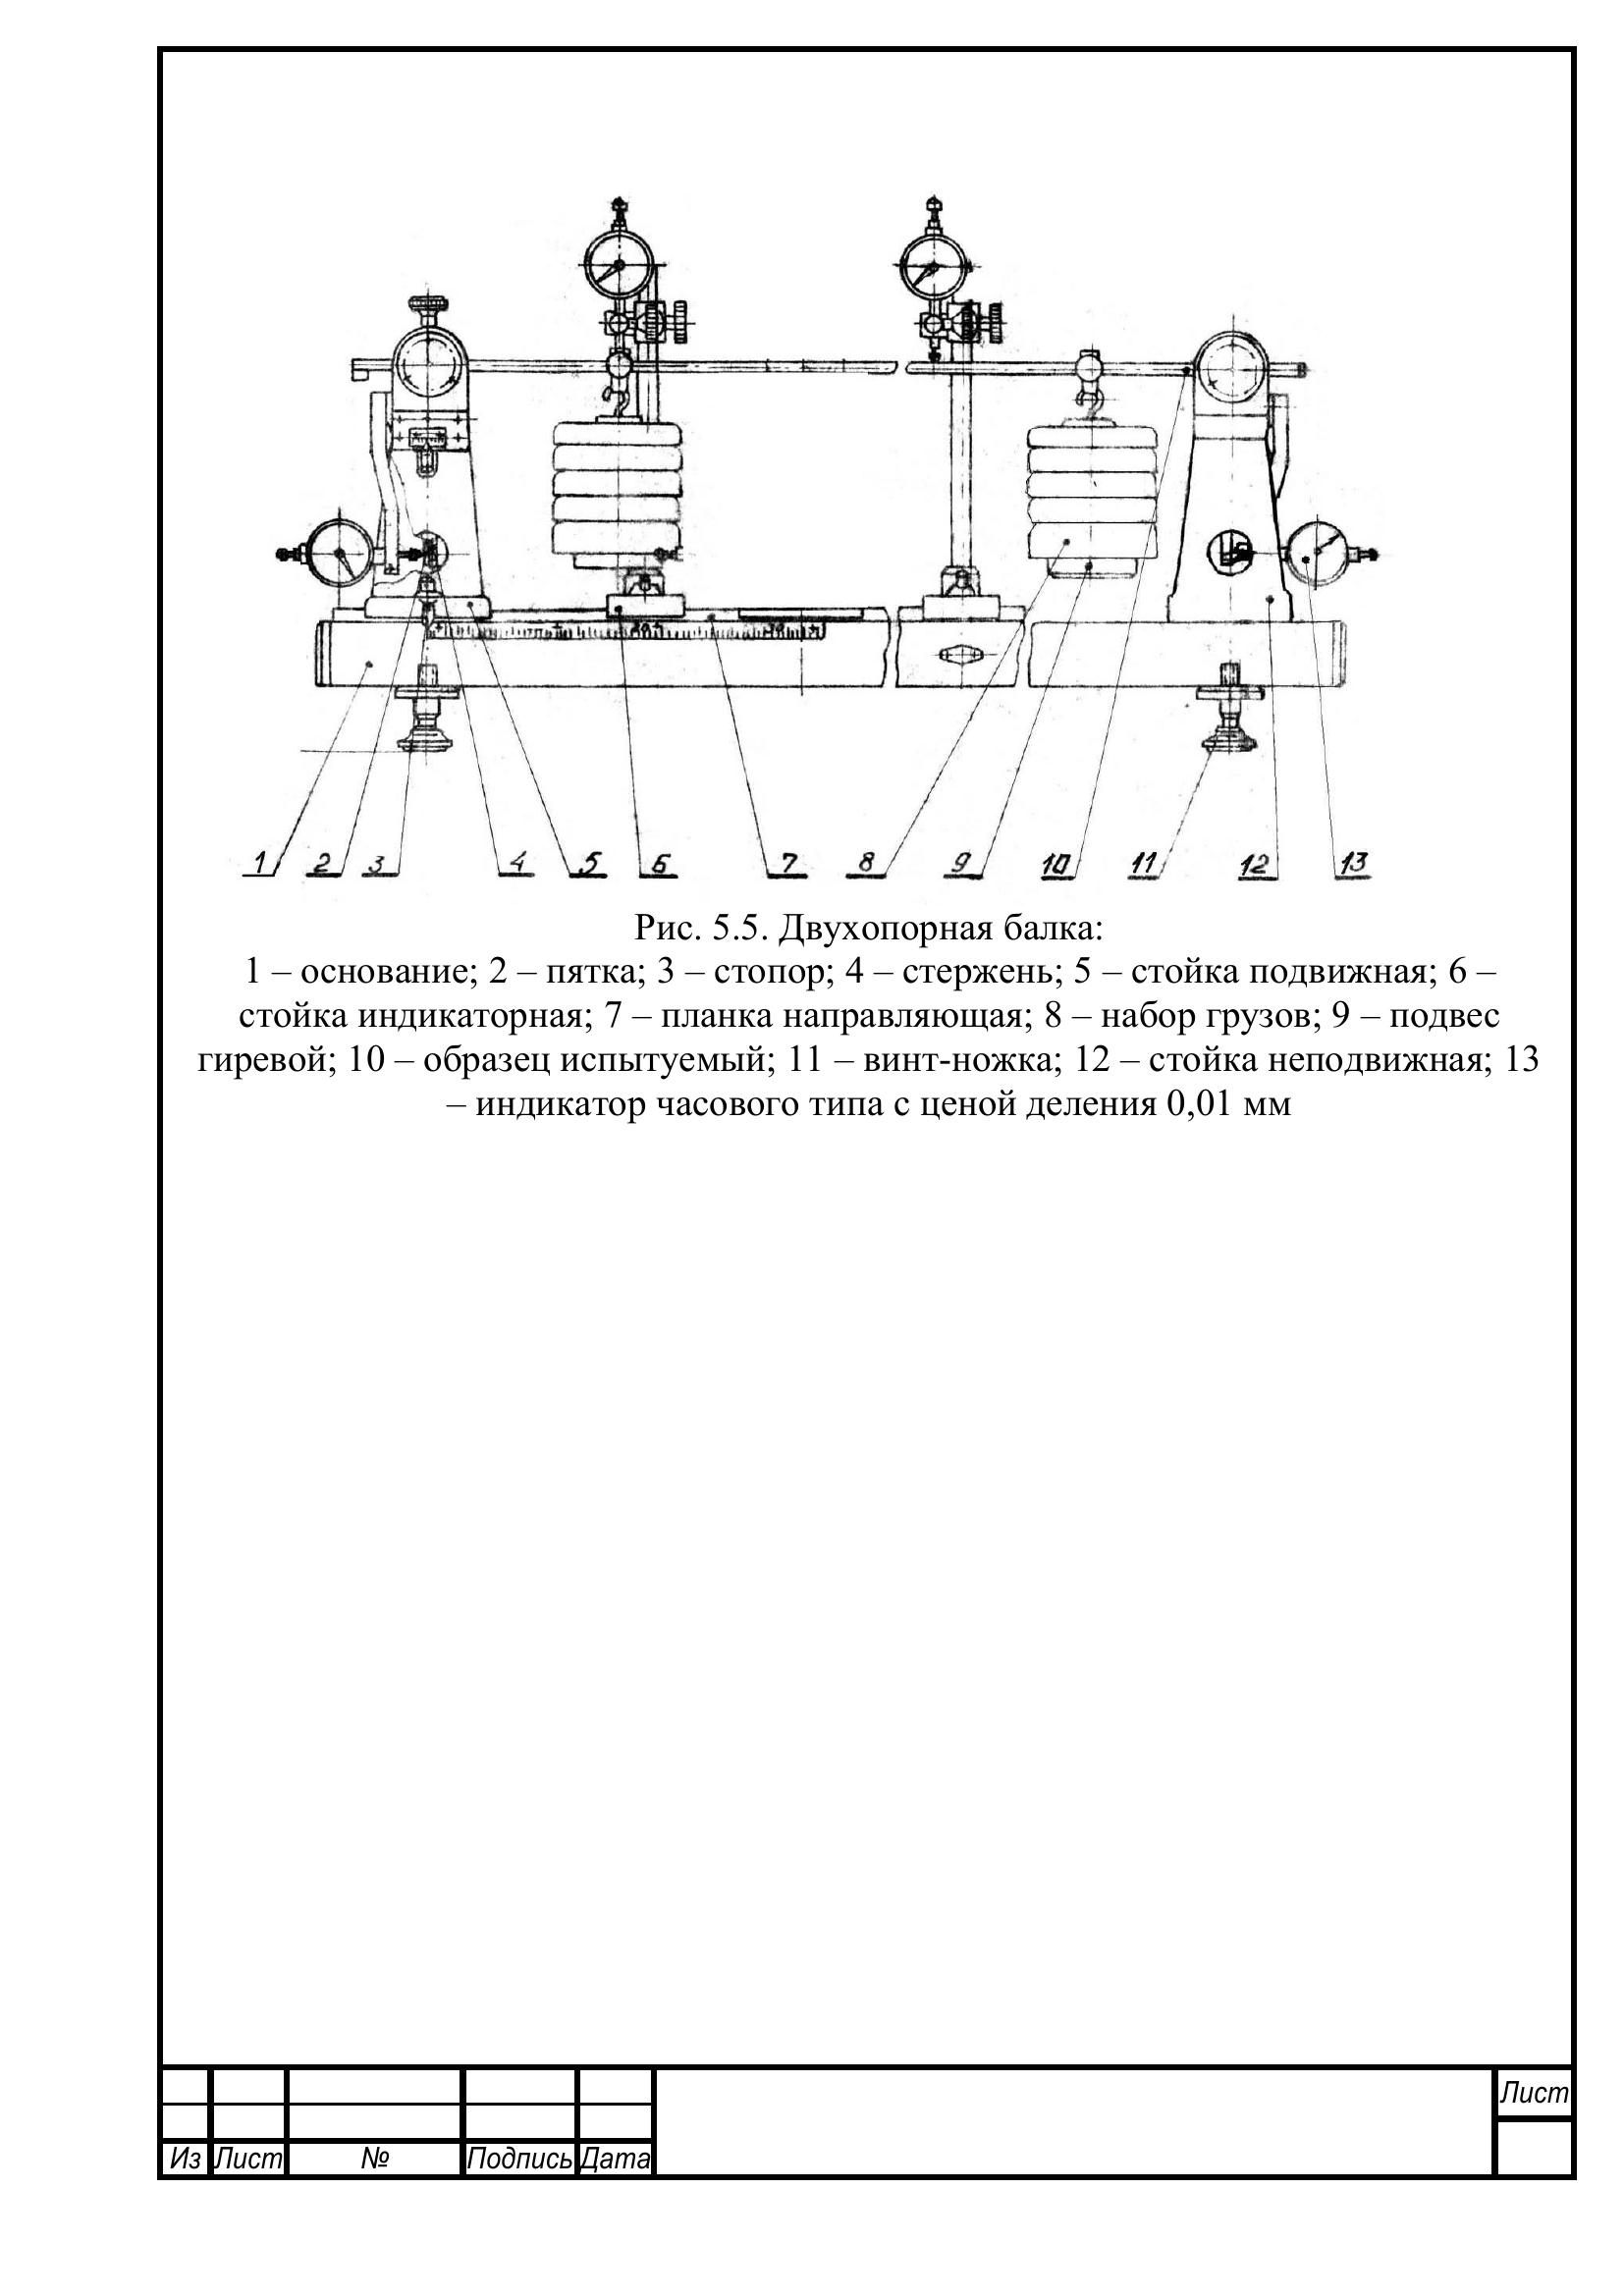 1 2 3 4 5 6 7 8 9 10 11 12 13
Рис. 5.5. Двухопорная балка:
1 – основание; 2 – пятка; 3 – стопор; 4 – стержень; 5 – стойка подвижная; 6 –
стойка индикаторная; 7 – планка направляющая; 8 – набор грузов; 9 – подвес
гиревой; 10 – образец испытуемый; 11 – винт-ножка; 12 – стойка неподвижная; 13
– индикатор часового типа с ценой деления 0,01 мм
Лист
Из Лист № Подпись Дата